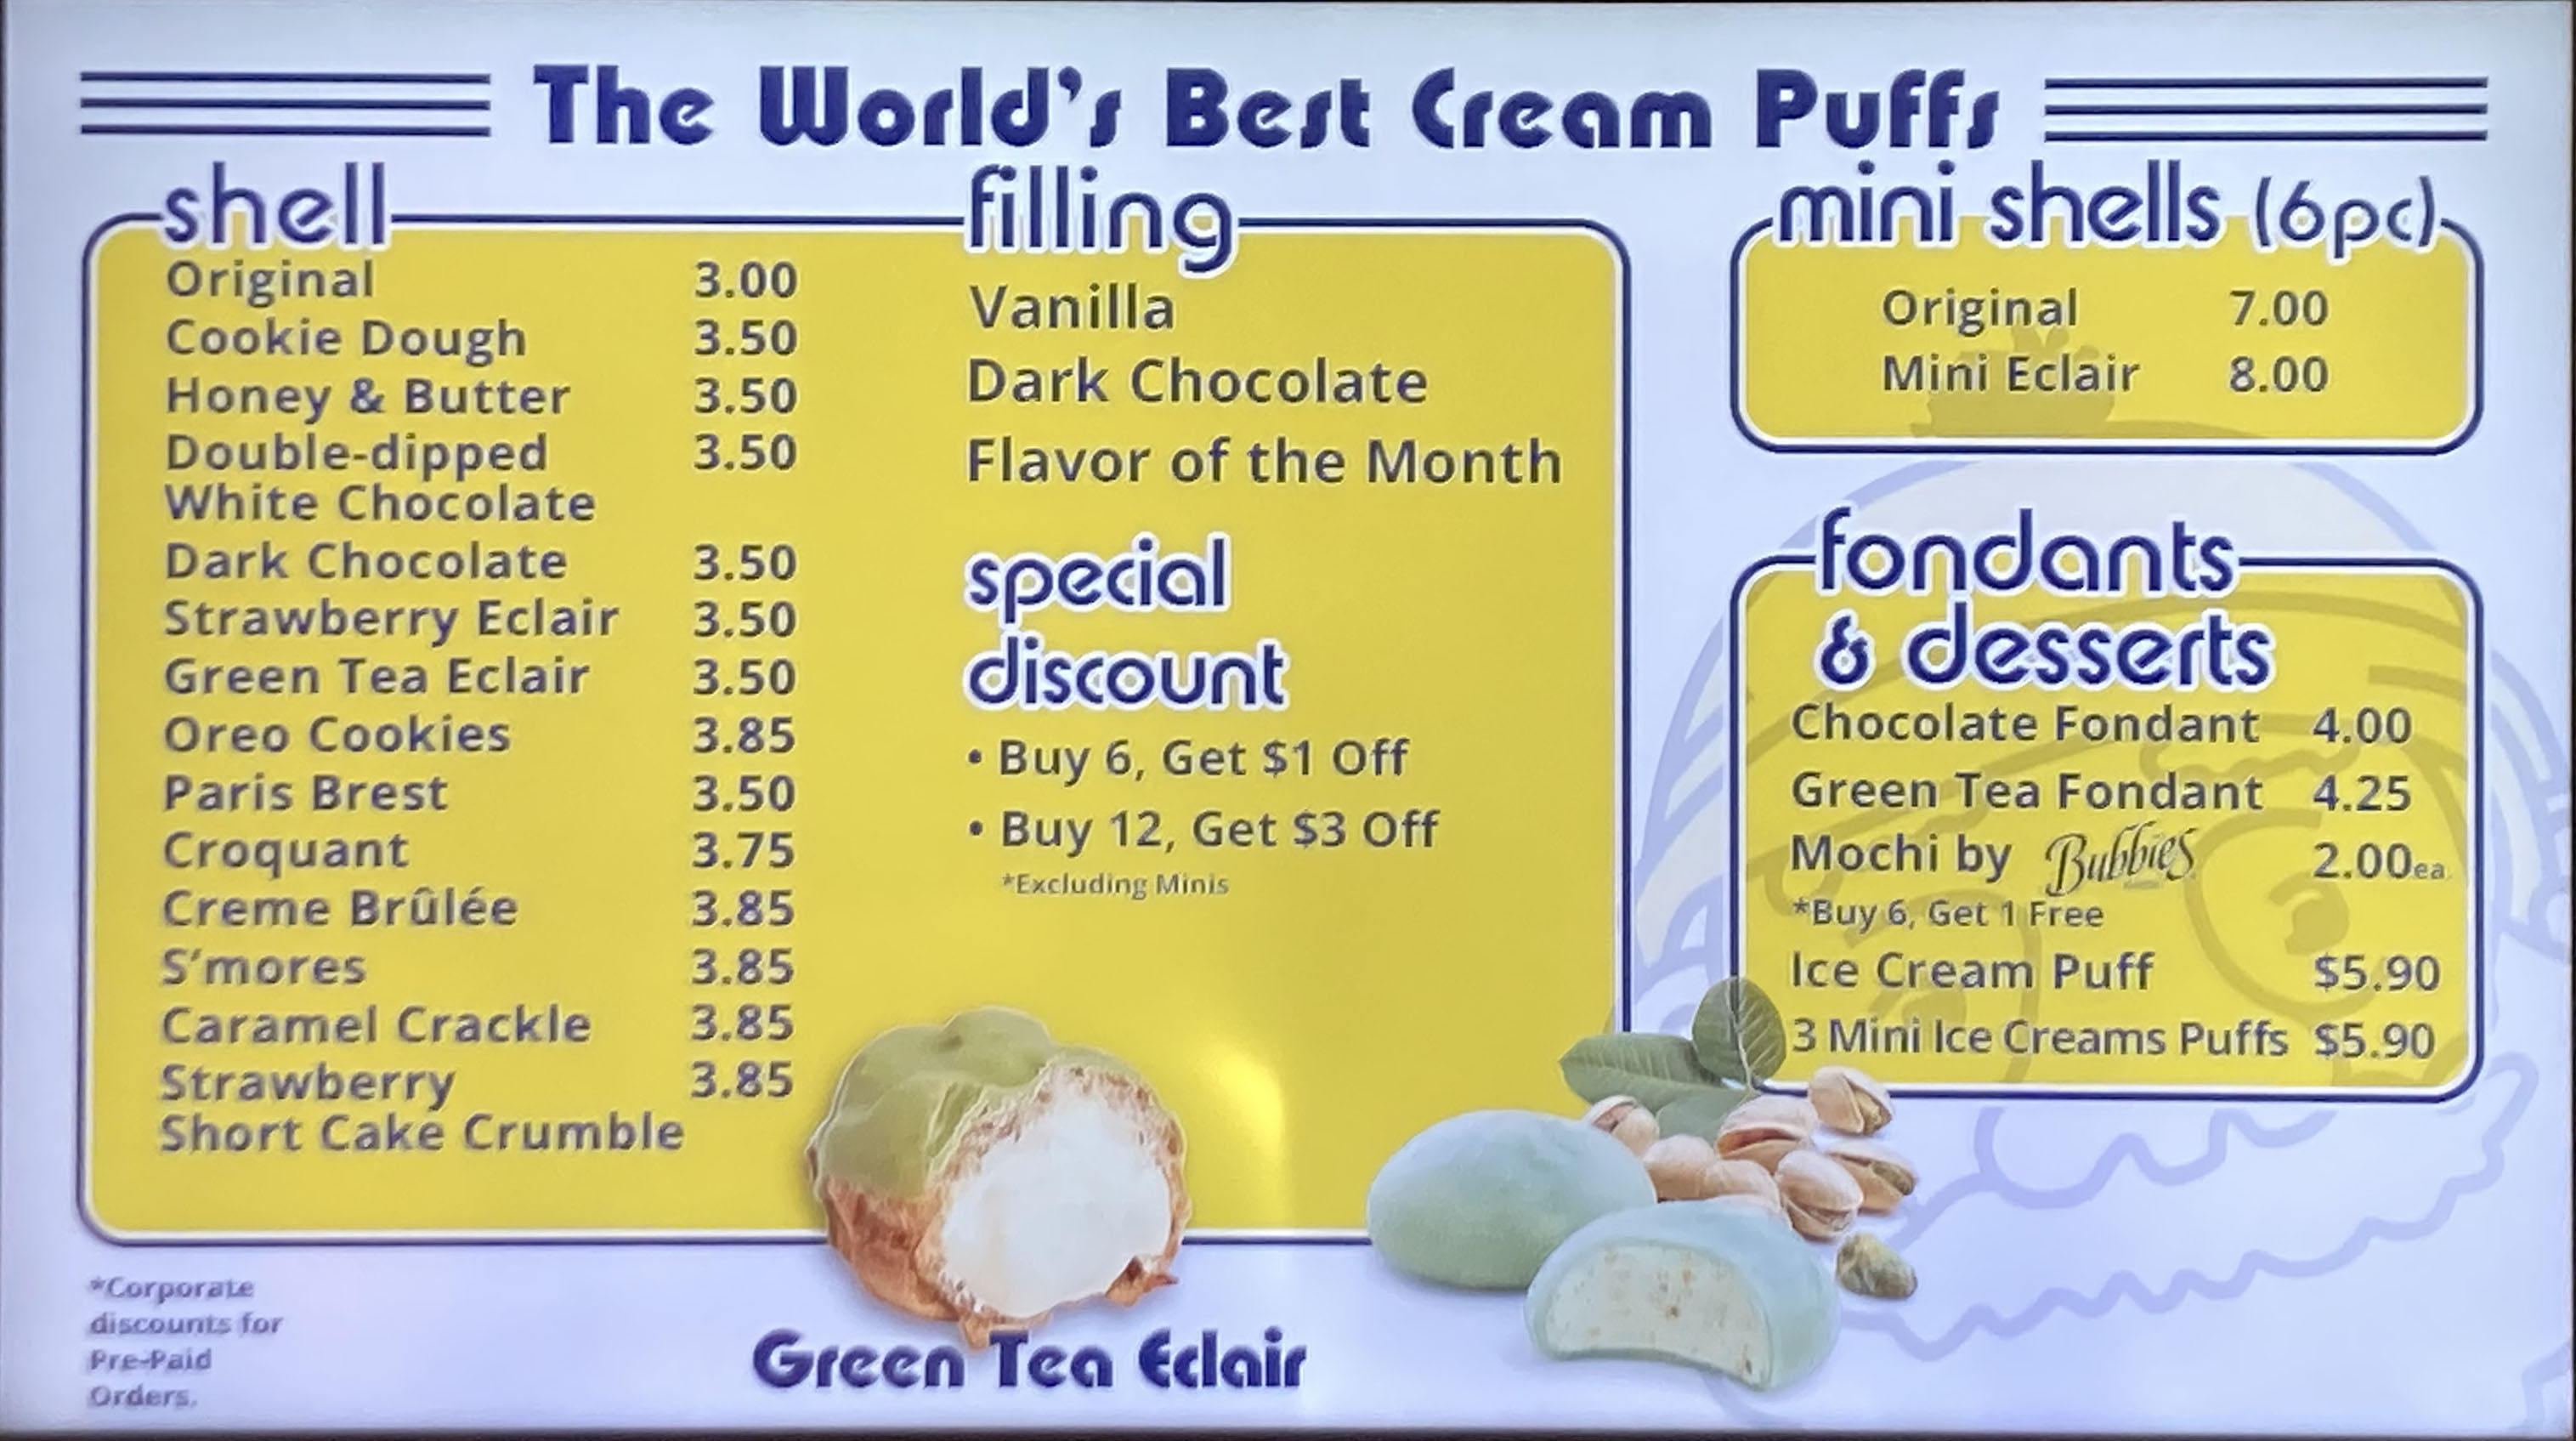 The World's Best Cream Puffs
shell
Original 3.00
Cookie Dough 3.50
Honey & Butter 3.50
Double-dipped 3.50
White Chocolate
Dark Chocolate 3.50
Strawberry Eclair 3.50
Green Tea Eclair 3.50
Oreo Cookies 3.85
Paris Brest 3.50
Croquant 3.75
Creme Brûlée 3.85
S'mores 3.85
Caramel Crackle 3.85
Strawberry 3.85
Short Cake Crumble
filling
Vanilla
Dark Chocolate
Flavor of the Month
special
discount
• Buy 6, Get $1 Off
• Buy 12, Get $3 Off
*Excluding Minis
mini shells (6pc)
Original 7.00
Mini Eclair 8.00
fondants
& desserts
Chocolate Fondant 4.00
Green Tea Fondant 4.25
Mochi by Bubbies 2.00ea.
*Buy 6, Get 1 Free
Ice Cream Puff $5.90
3 Mini Ice Creams Puffs $5.90
*Corporate
discounts for
Pre-Paid
Orders.
Green Tea Eclair